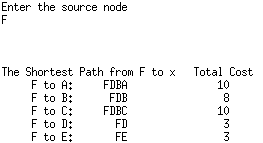 Enter the source node
F
The Shortest Path from F to x   Total Cost
F to A:   FDBA   10
F to B:   FDB   8
F to C:   FDBC   10
F to D:   FD   3
F to E:   FE   3